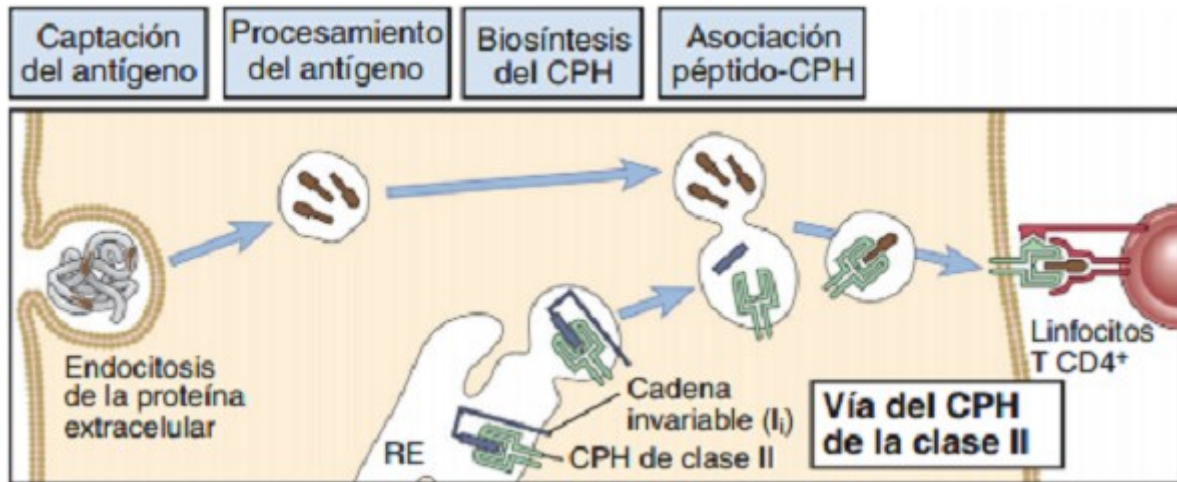 Captación
del antígeno
Procesamiento
del antígeno
Biosíntesis
del CPH
Asociación
péptido-CPH
Endocitosis
de la proteína
extracelular
RE
Cadena
invariable (Ii)
CPH de clase II
Linfocitos
T CD4+
Vía del CPH
de la clase II